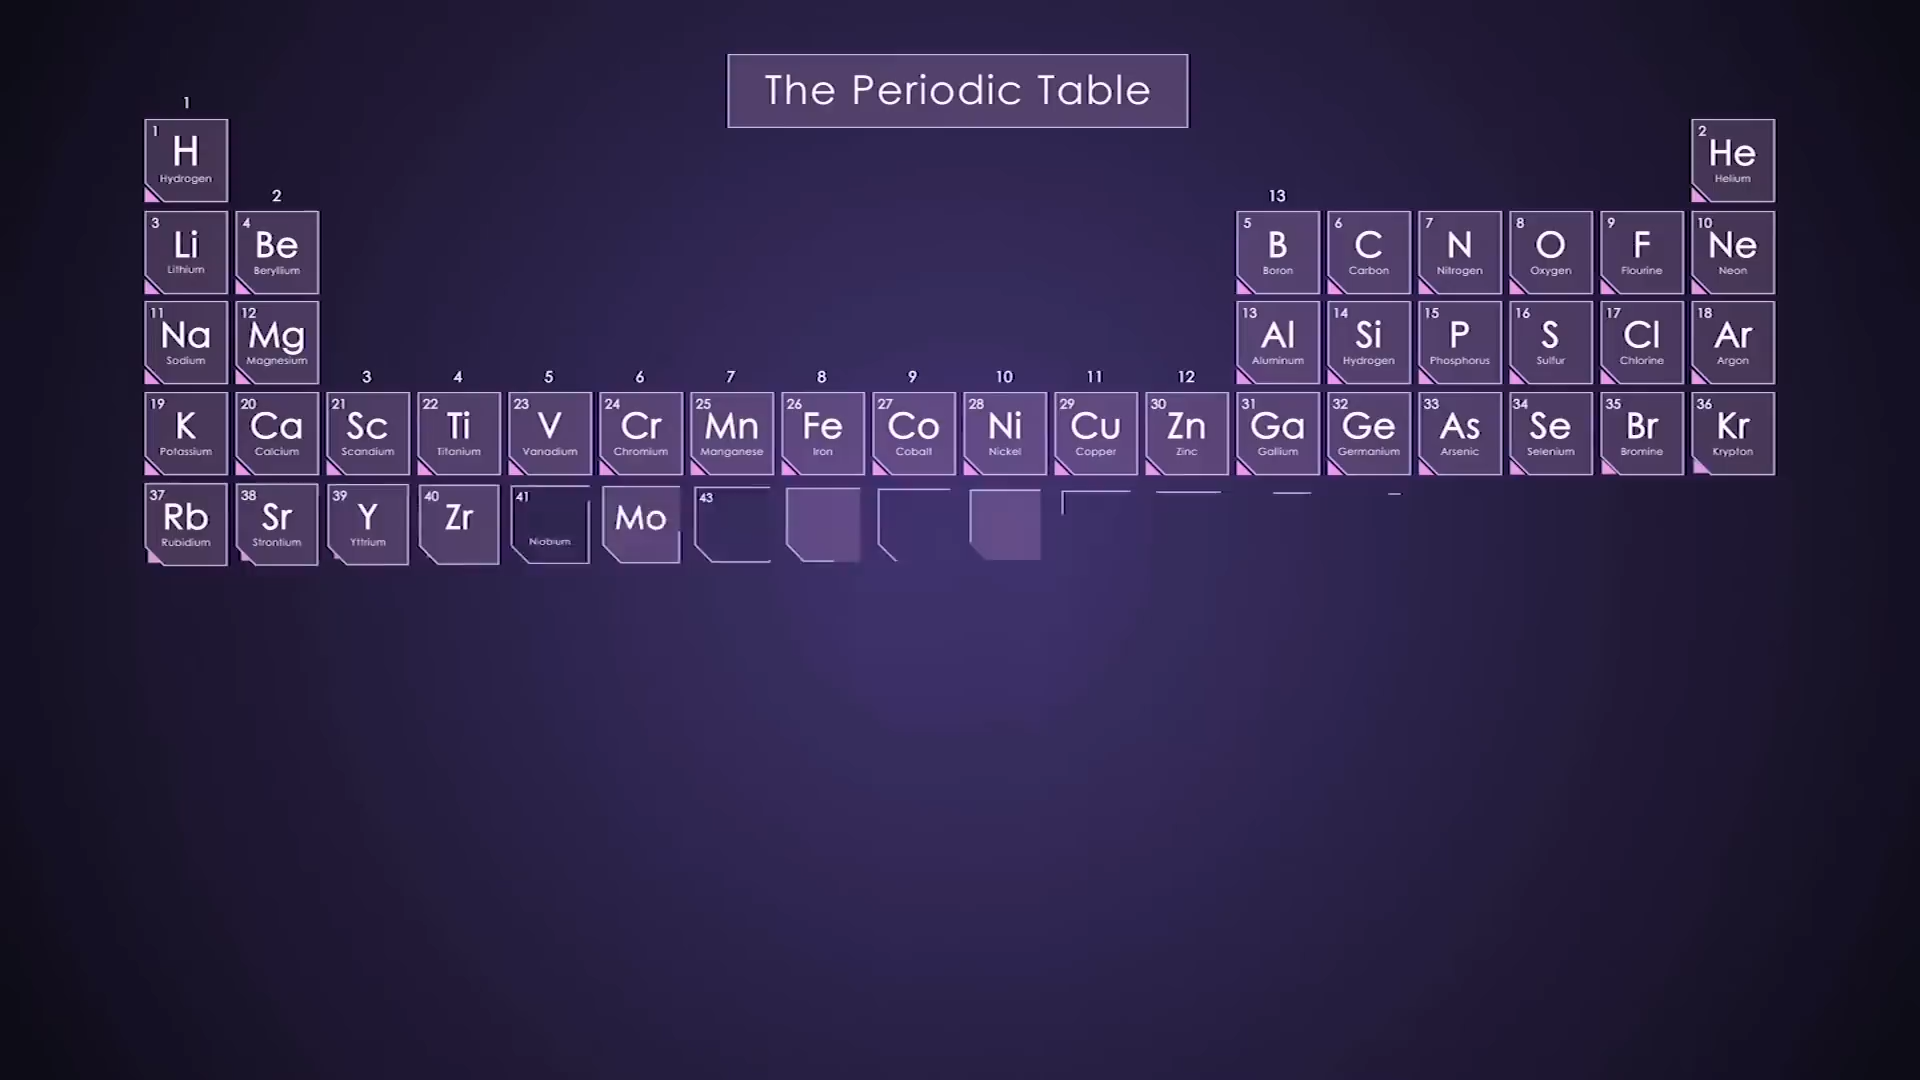 The Periodic Table
1
1 H Hydrogen
2 He Helium
2
13
3 Li Lithium
4 Be Beryllium
5 B Boron
6 C Carbon
7 N Nitrogen
8 O Oxygen
9 F Flourine
10 Ne Neon
11 Na Sodium
12 Mg Magnesium
13 Al Aluminum
14 Si Hydrogen
15 P Phosphorus
16 S Sulfur
17 Cl Chlorine
18 Ar Argon
3 4 5 6 7 8 9 10 11 12
19 K Potassium
20 Ca Calcium
21 Sc Scandium
22 Ti Titanium
23 V Vanadium
24 Cr Chromium
25 Mn Manganese
26 Fe Iron
27 Co Cobalt
28 Ni Nickel
29 Cu Copper
30 Zn Zinc
31 Ga Gallium
32 Ge Germanium
33 As Arsenic
34 Se Selenium
35 Br Bromine
36 Kr Krypton
37 Rb Rubidium
38 Sr Strontium
39 Y Yttrium
40 Zr
41 Niobium
Mo
43